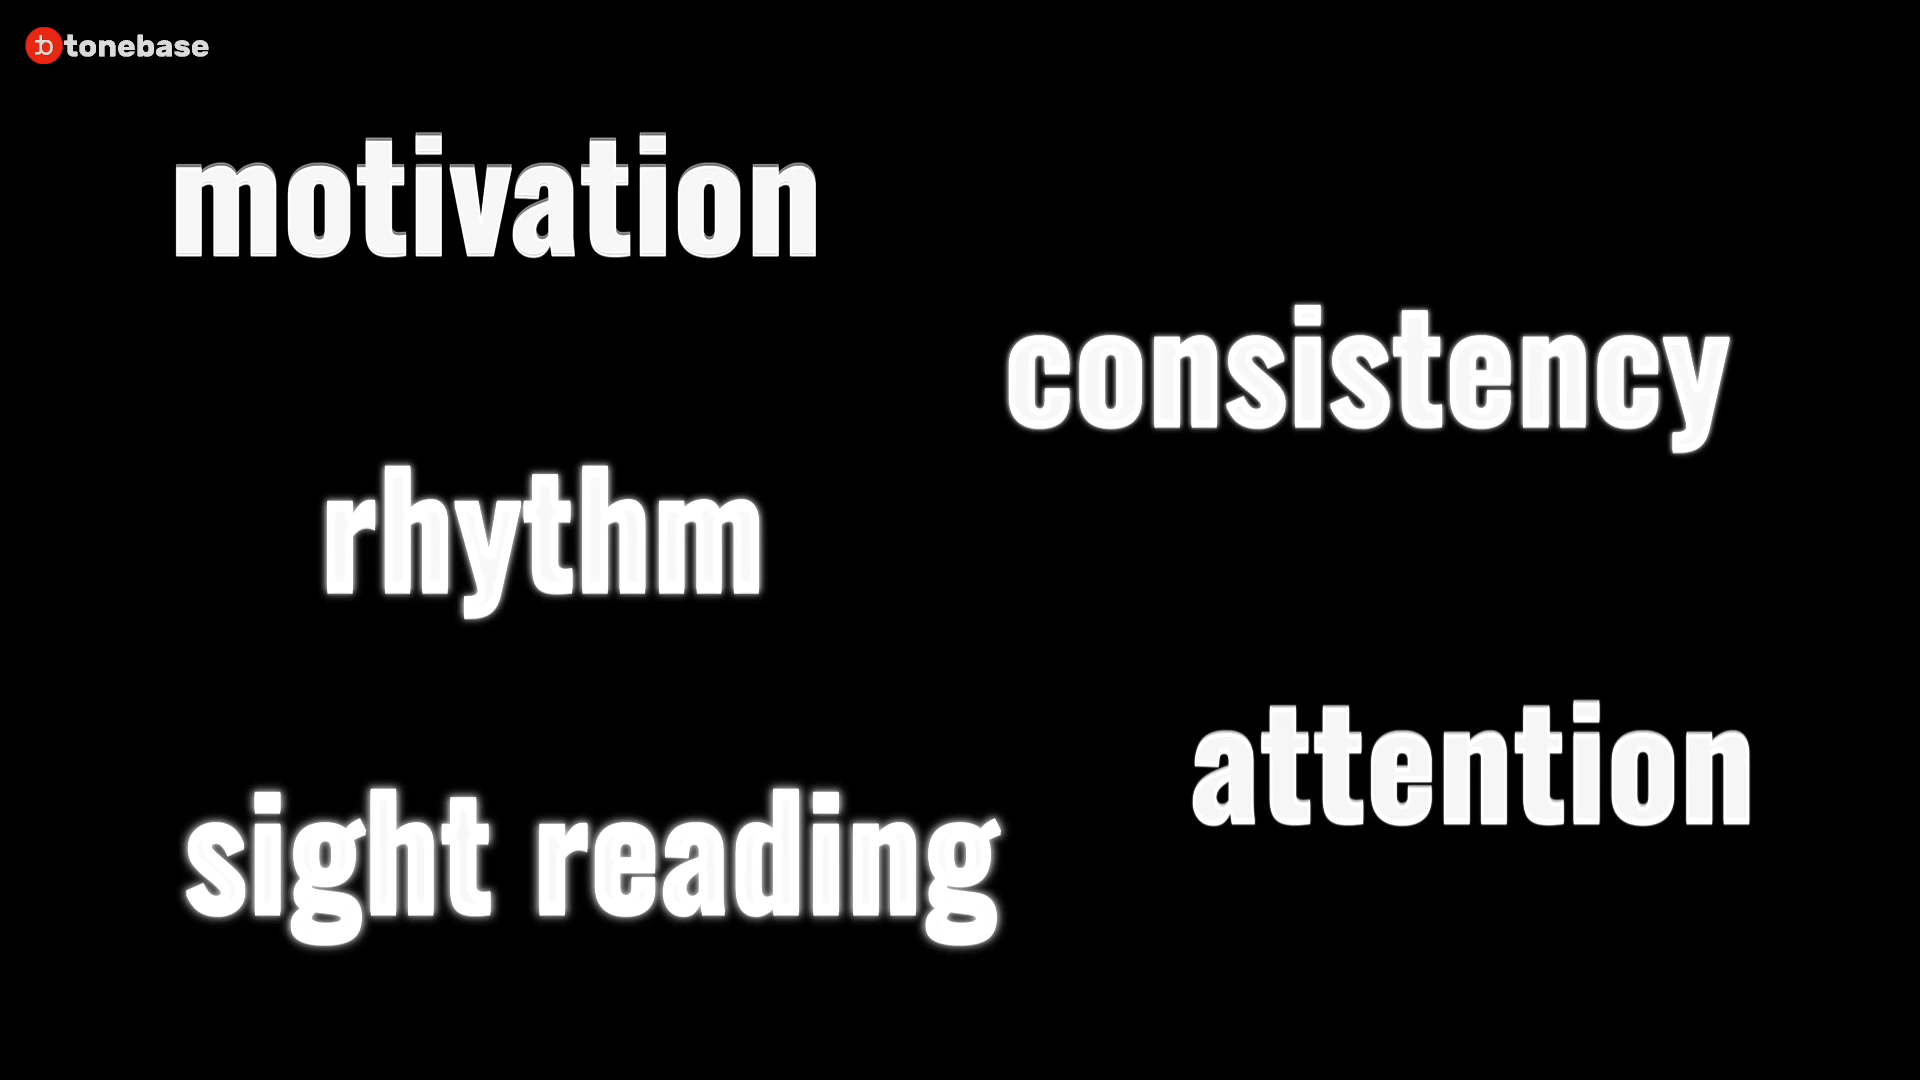 tonebase
motivation
consistency
rhythm
attention
sight reading